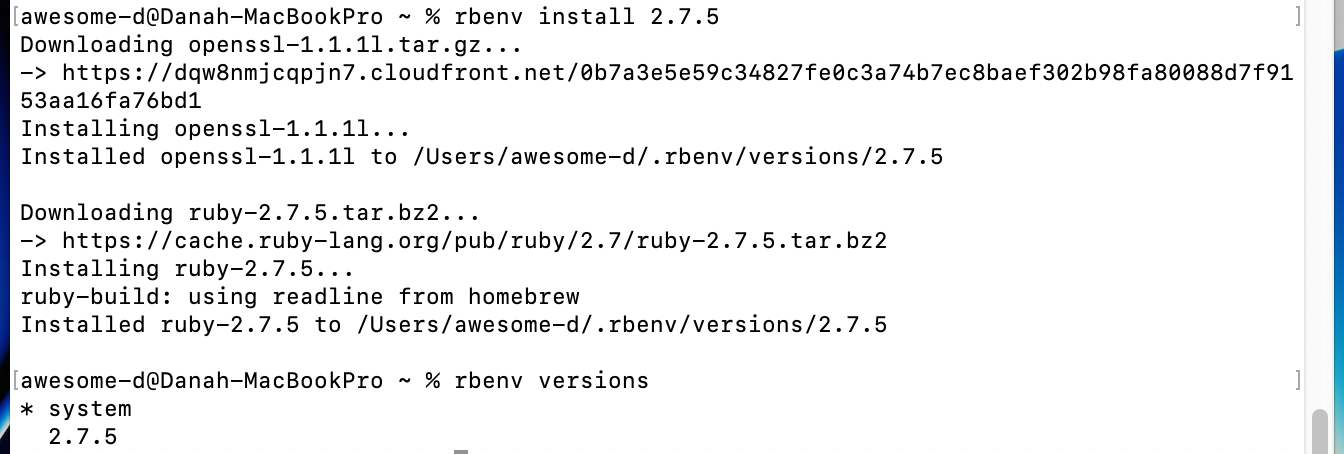 [awesome-d@Danah-MacBookPro ~ % rbenv install 2.7.5 ]
Downloading openssl-1.1.1l.tar.gz...
-> https://dqw8nmjcqpjn7.cloudfront.net/0b7a3e5e59c34827fe0c3a74b7ec8baef302b98fa80088d7f91
53aa16fa76bd1
Installing openssl-1.1.1l...
Installed openssl-1.1.1l to /Users/awesome-d/.rbenv/versions/2.7.5
Downloading ruby-2.7.5.tar.bz2...
-> https://cache.ruby-lang.org/pub/ruby/2.7/ruby-2.7.5.tar.bz2
Installing ruby-2.7.5...
ruby-build: using readline from homebrew
Installed ruby-2.7.5 to /Users/awesome-d/.rbenv/versions/2.7.5
[awesome-d@Danah-MacBookPro ~ % rbenv versions ]
* system
2.7.5